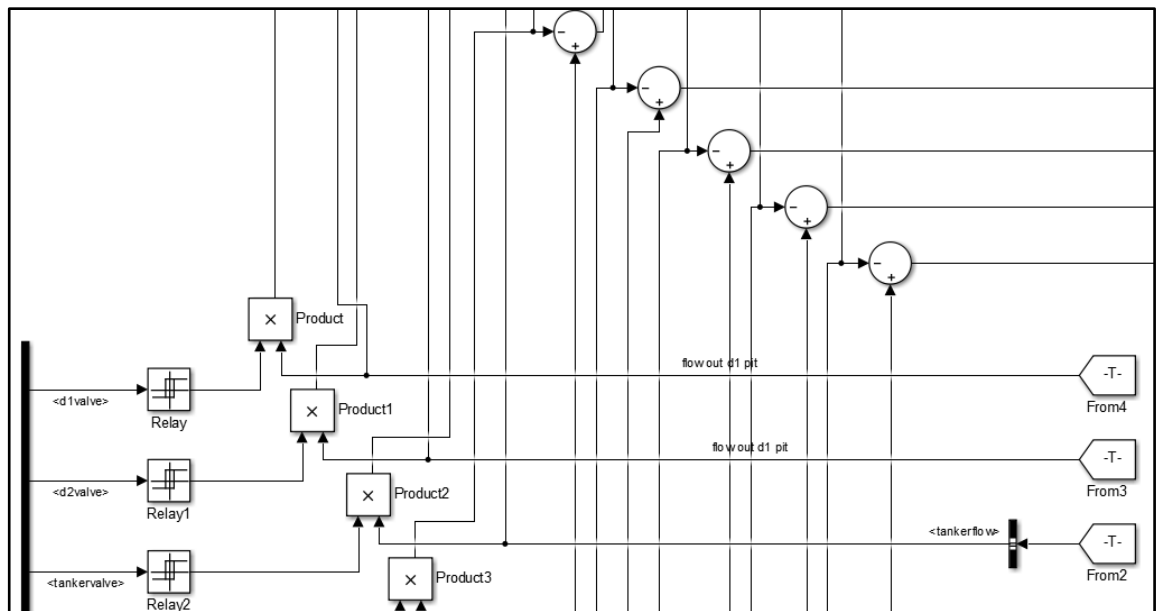 Product
flow out d1 pit
-T-
From4
<d1valve>
Relay
Product1
flow out d1 pit
-T-
From3
<d2valve>
Relay1
Product2
<tankerflow>
-T-
From2
<tankervalve>
Relay2
Product3